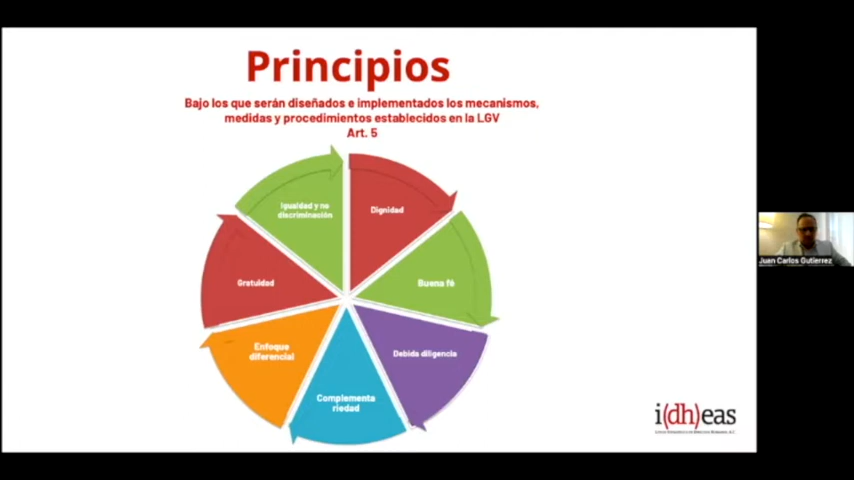 Principios
Bajo los que serán diseñados e implementados los mecanismos,
medidas y procedimientos establecidos en la LGV
Art. 5
Igualdad y no
discriminación
Dignidad
Gratuidad
Buena fé
Enfoque
diferencial
Debida diligencia
Complementa
riedad
i(dh)eas
Juan Carlos Gutierrez